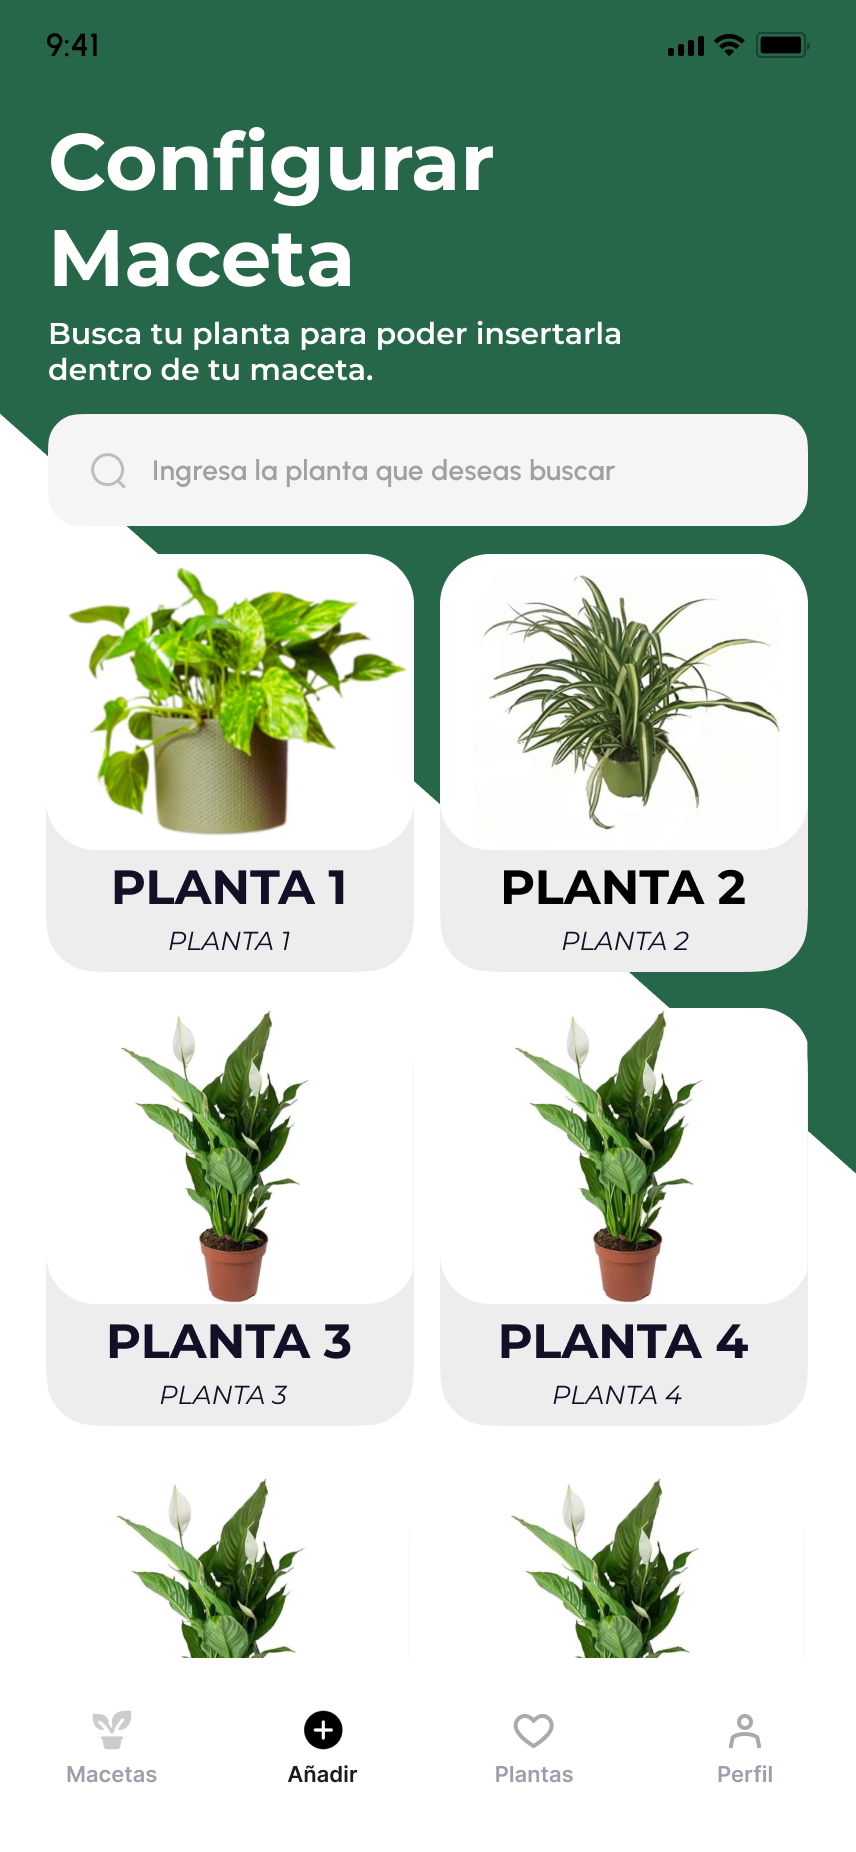 9:41
Configurar
Maceta
Busca tu planta para poder insertarla
dentro de tu maceta.
Ingresa la planta que deseas buscar
PLANTA 1
PLANTA 1
PLANTA 2
PLANTA 2
PLANTA 3
PLANTA 3
PLANTA 4
PLANTA 4
Macetas
Añadir
Plantas
Perfil